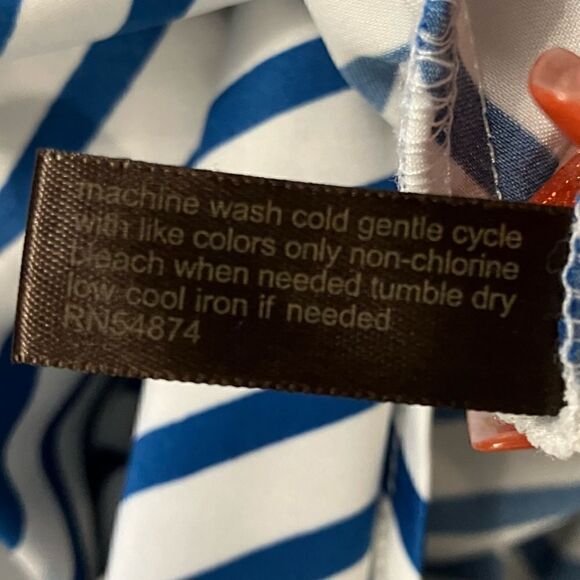 machine wash cold gentle cycle
with like colors only non-chlorine
bleach when needed tumble dry
low cool iron if needed
RN54874